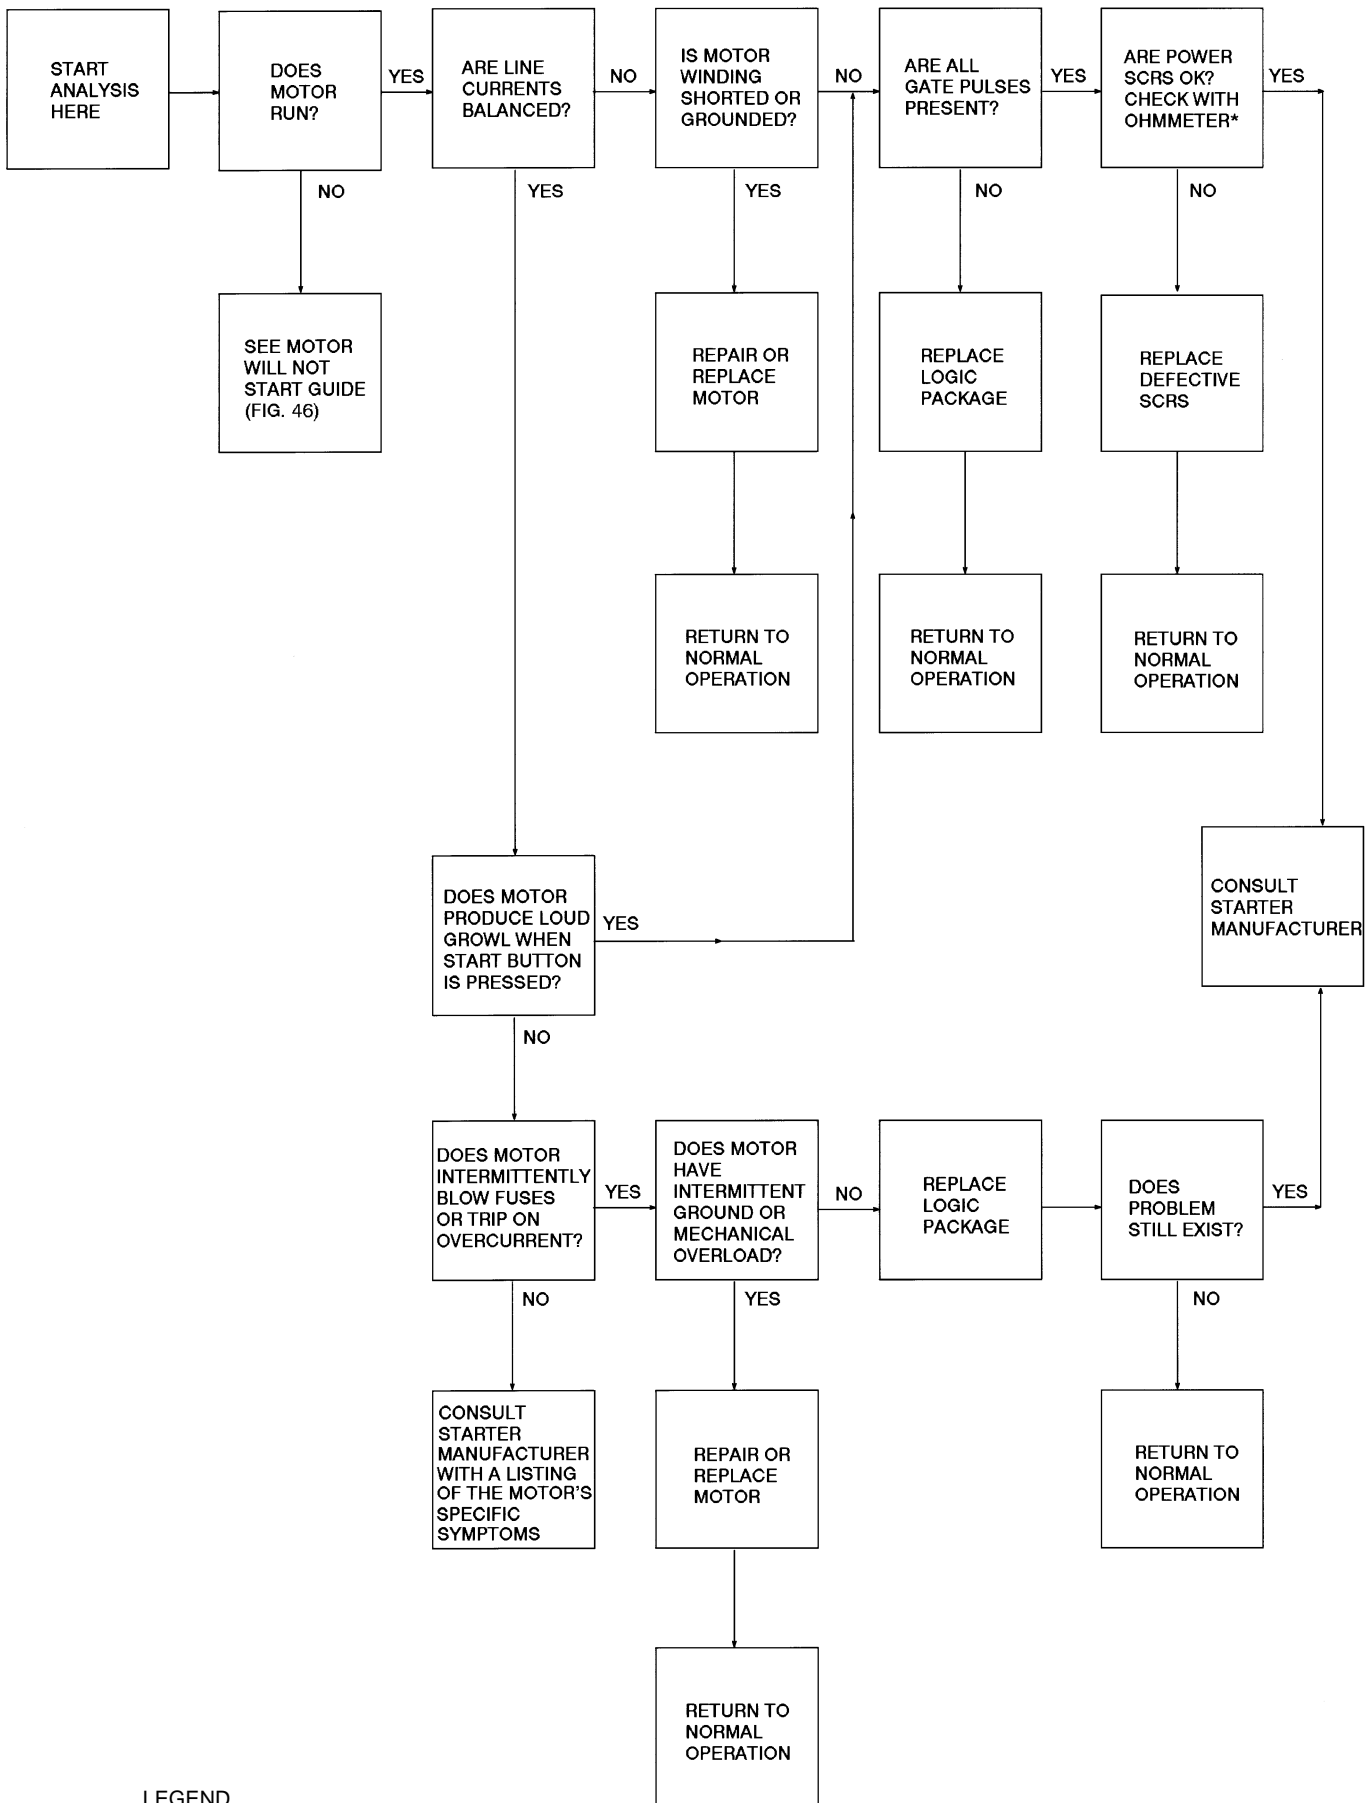 START
ANALYSIS
HERE
DOES
MOTOR
RUN?
YES
ARE LINE
CURRENTS
BALANCED?
NO
IS MOTOR
WINDING
SHORTED OR
GROUNDED?
NO
ARE ALL
GATE PULSES
PRESENT?
YES
ARE POWER
SCRS OK?
CHECK WITH
OHMMETER*
YES
NO
YES
YES
NO
NO
SEE MOTOR
WILL NOT
START GUIDE
(FIG. 46)
REPAIR OR
REPLACE
MOTOR
REPLACE
LOGIC
PACKAGE
REPLACE
DEFECTIVE
SCRS
RETURN TO
NORMAL
OPERATION
RETURN TO
NORMAL
OPERATION
RETURN TO
NORMAL
OPERATION
DOES MOTOR
PRODUCE LOUD
GROWL WHEN
START BUTTON
IS PRESSED?
YES
CONSULT
STARTER
MANUFACTURER
NO
DOES MOTOR
INTERMITTENTLY
BLOW FUSES
OR TRIP ON
OVERCURRENT?
YES
DOES MOTOR
HAVE
INTERMITTENT
GROUND OR
MECHANICAL
OVERLOAD?
NO
REPLACE
LOGIC
PACKAGE
DOES
PROBLEM
STILL EXIST?
YES
NO
YES
NO
CONSULT
STARTER
MANUFACTURER
WITH A LISTING
OF THE MOTOR'S
SPECIFIC
SYMPTOMS
REPAIR OR
REPLACE
MOTOR
RETURN TO
NORMAL
OPERATION
RETURN TO
NORMAL
OPERATION
LEGEND